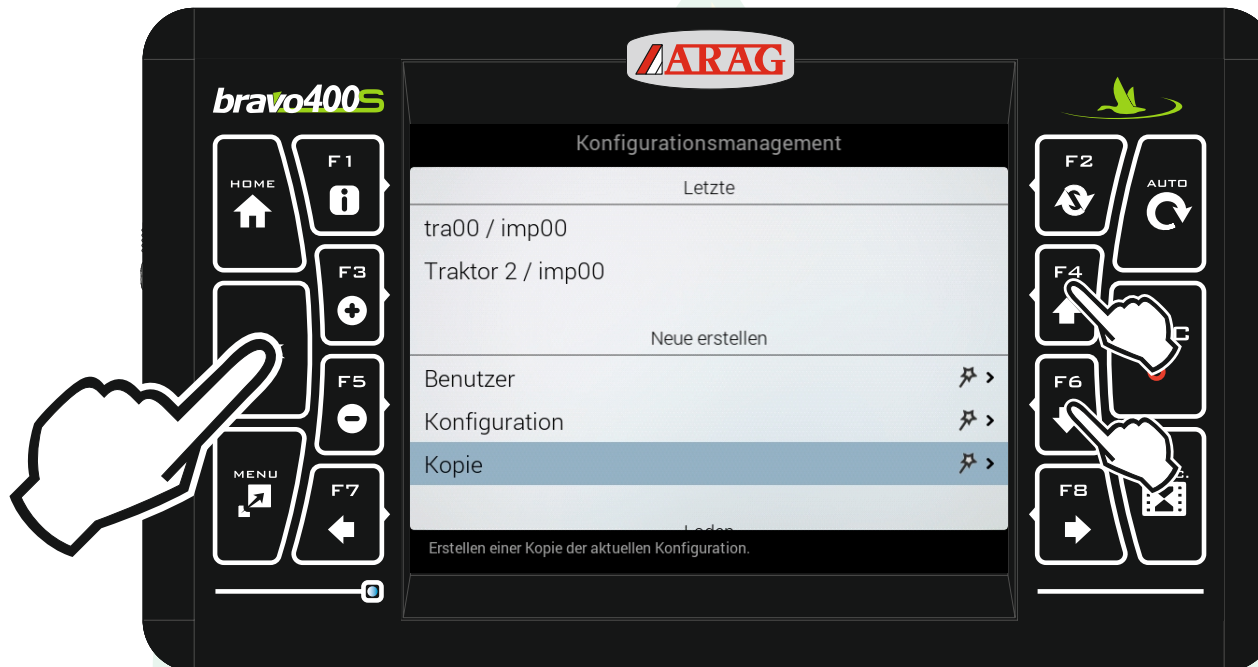 ARAG
bravo400S
Konfigurationsmanagement
HOME
F1
Letzte
F2
AUTO
tra00 / imp00
F3
Traktor 2 / imp00
F4
Neue erstellen
F5
Benutzer
F6
Konfiguration
Kopie
MENU
F7
F8
Erstellen einer Kopie der aktuellen Konfiguration.